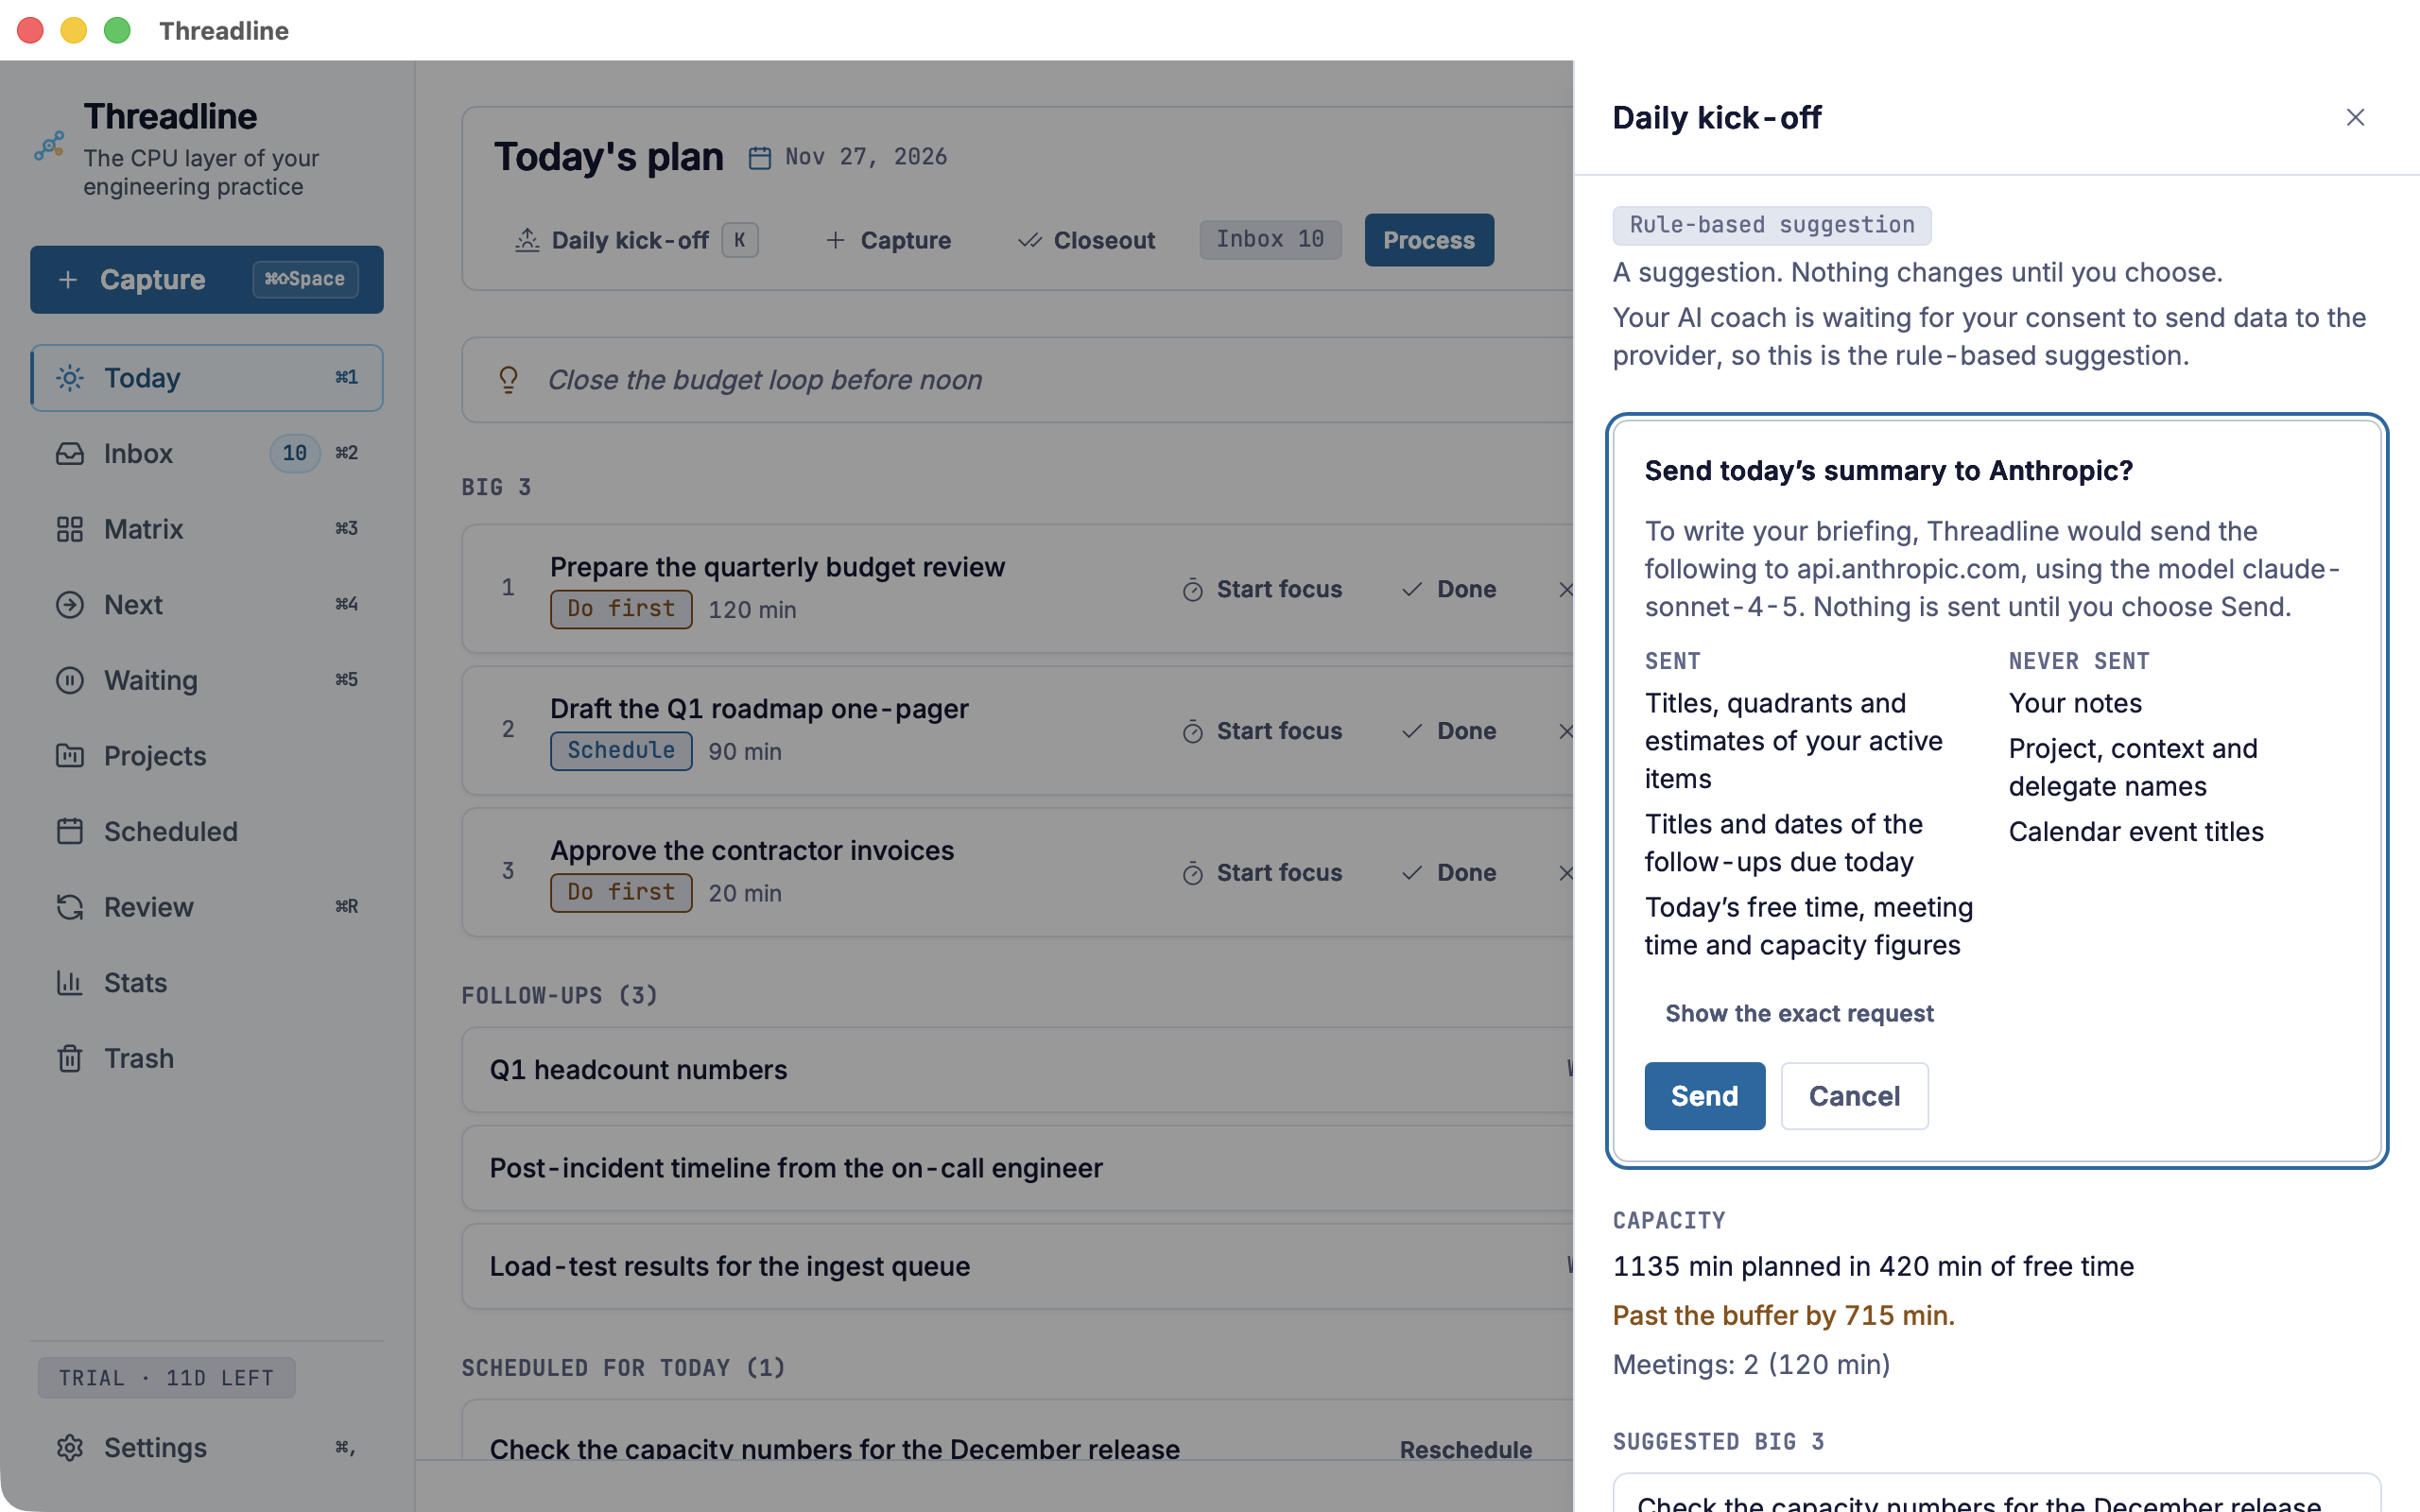 Threadline
Threadline
The CPU layer of your
engineering practice
+ Capture ⌘⇧Space
Today ⌘1
Inbox 10 ⌘2
Matrix ⌘3
Next ⌘4
Waiting ⌘5
Projects
Scheduled
Review ⌘R
Stats
Trash
TRIAL · 11D LEFT
Settings ⌘,
Today's plan Nov 27, 2026
Daily kick-off K + Capture Closeout Inbox 10 Process
Close the budget loop before noon
BIG 3
1 Prepare the quarterly budget review
Do first 120 min
Start focus Done
2 Draft the Q1 roadmap one-pager
Schedule 90 min
Start focus Done
3 Approve the contractor invoices
Do first 20 min
Start focus Done
FOLLOW-UPS (3)
Q1 headcount numbers
Post-incident timeline from the on-call engineer
Load-test results for the ingest queue
SCHEDULED FOR TODAY (1)
Check the capacity numbers for the December release Reschedule
Daily kick-off
Rule-based suggestion
A suggestion. Nothing changes until you choose.
Your AI coach is waiting for your consent to send data to the
provider, so this is the rule-based suggestion.
Send today’s summary to Anthropic?
To write your briefing, Threadline would send the
following to api.anthropic.com, using the model claude-
sonnet-4-5. Nothing is sent until you choose Send.
SENT
Titles, quadrants and
estimates of your active
items
Titles and dates of the
follow-ups due today
Today’s free time, meeting
time and capacity figures
NEVER SENT
Your notes
Project, context and
delegate names
Calendar event titles
Show the exact request
Send Cancel
CAPACITY
1135 min planned in 420 min of free time
Past the buffer by 715 min.
Meetings: 2 (120 min)
SUGGESTED BIG 3
Check the capacity numbers for the December release